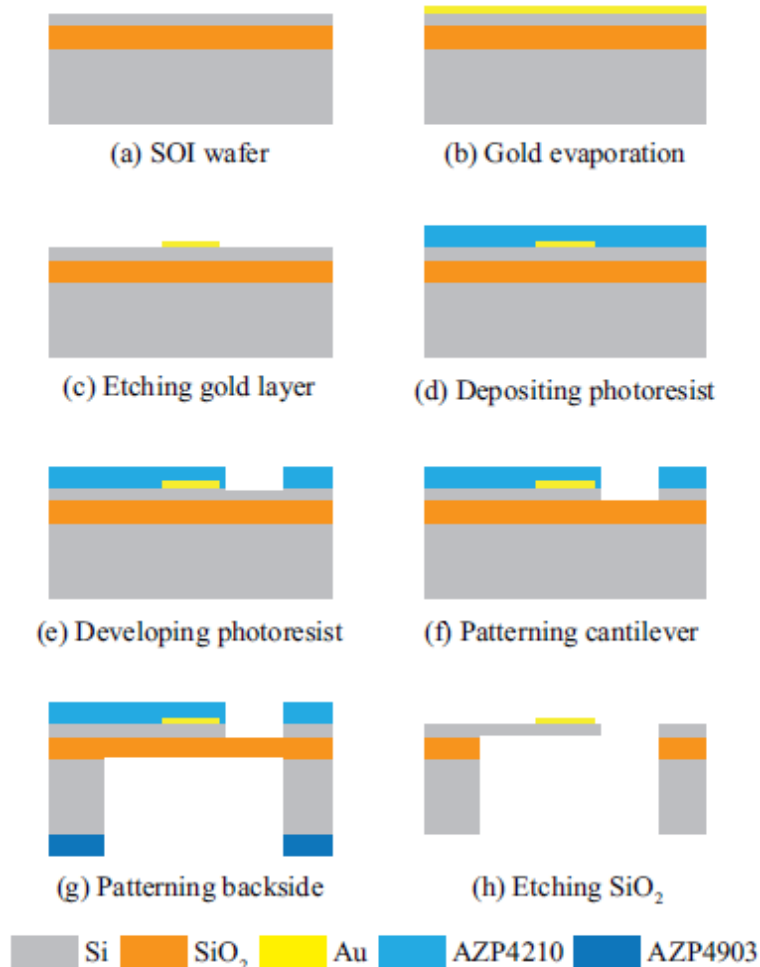 (a) SOI wafer
(b) Gold evaporation
(c) Etching gold layer
(d) Depositing photoresist
(e) Developing photoresist
(f) Patterning cantilever
(g) Patterning backside
(h) Etching SiO₂
Si SiO₂ Au AZP4210 AZP4903